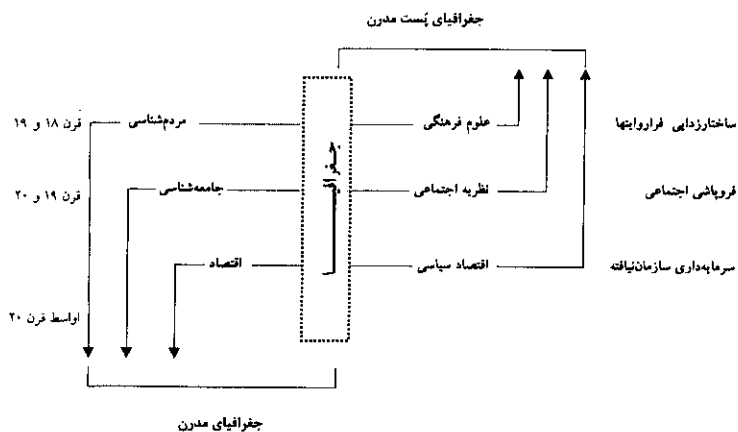 جغرافیای پُست مدرن
ساختارزدایی فراروایتها
علوم فرهنگی
مردم‌شناسی
قرن ۱۸ و ۱۹
جغرافیا
فروپاشی اجتماعی
نظریه اجتماعی
جامعه‌شناسی
قرن ۱۹ و ۲۰
سرمایه‌داری سازمان‌نیافته
اقتصاد سیاسی
اقتصاد
اواسط قرن ۲۰
جغرافیای مدرن